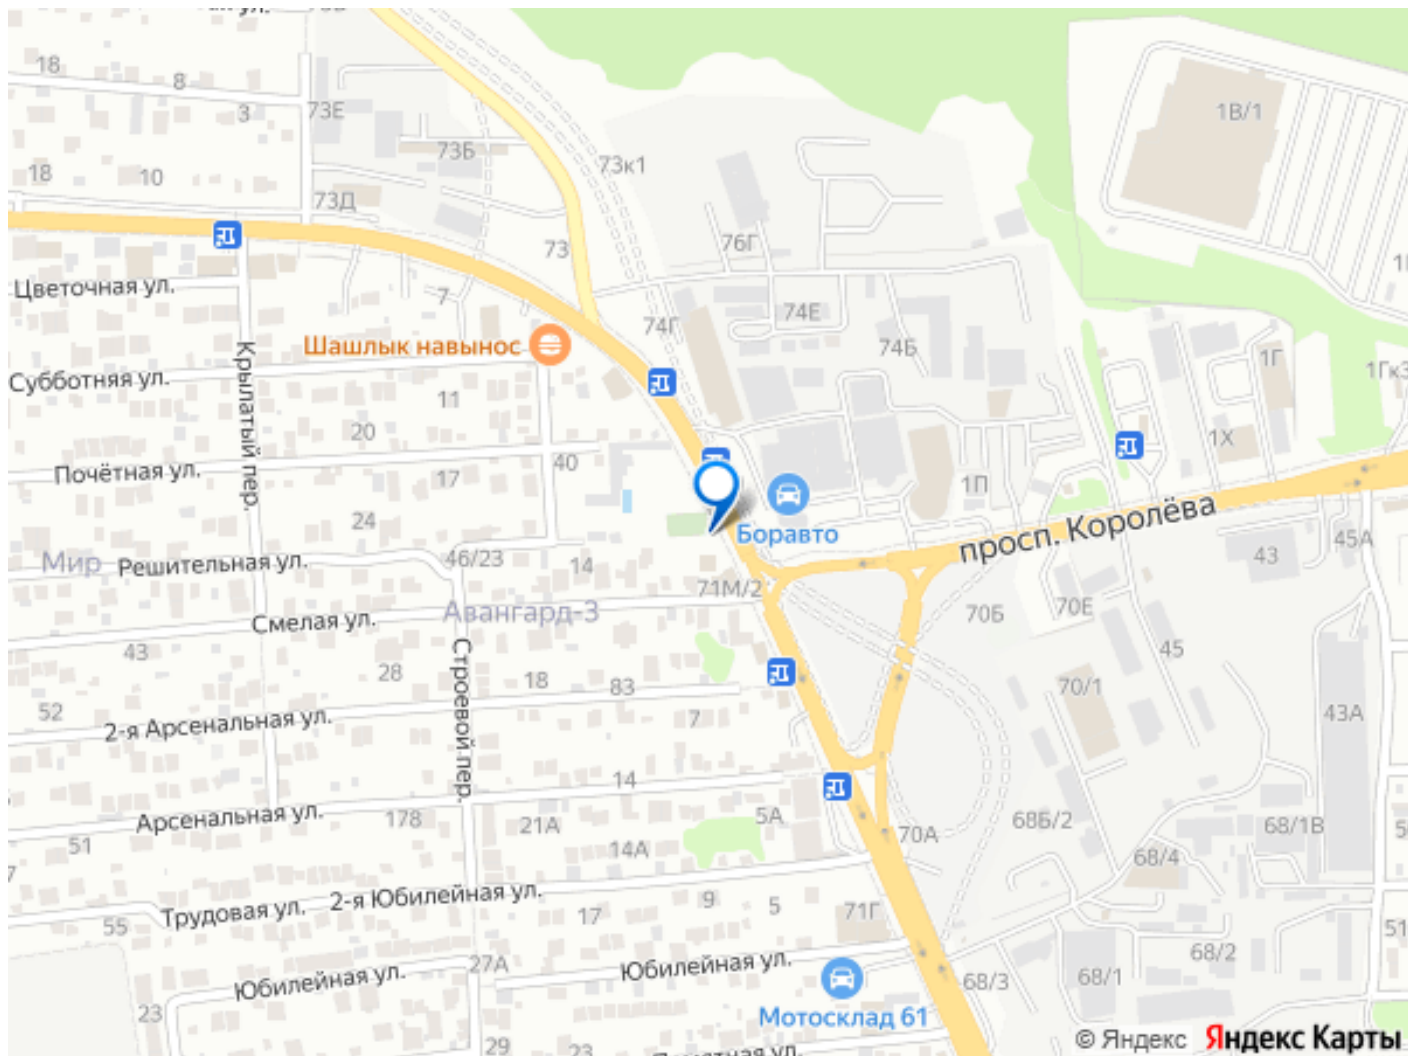 18
8
3
73Е
73Б
73к1
1В/1
18
10
73Д
73
76Г
Цветочная ул.
7
74Г
74Е
74Б
Шашлык навынос
Субботняя ул.
Крылатый пер.
11
1Г
20
1Х
40
Почётная ул.
17
1П
24
Боравто
просп. Королёва
43
45А
Мир
Решительная ул.
46/23
14
71М/2
70Е
70Б
Авангард-3
Смелая ул.
43
Строевой пер.
45
28
18
83
70/1
52
7
43А
2-я Арсенальная ул.
14
Арсенальная ул.
178
21А
5А
70А
68Б/2
68/1В
51
14А
68/4
2-я Юбилейная ул.
Трудовая ул.
17
9
5
71Г
55
51
68/2
Юбилейная ул.
27А
Юбилейная ул.
68/3
68/1
23
Мотосклад 61
29
23
© Яндекс Яндекс Карты